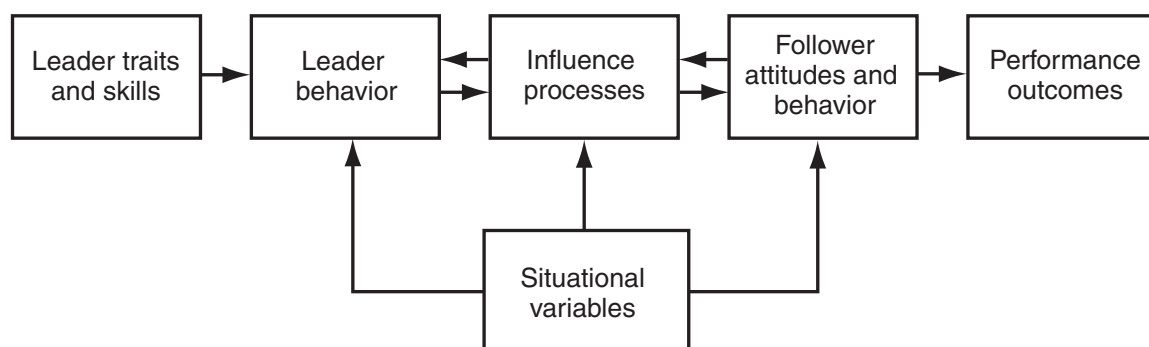 Leader traits
and skills
Leader
behavior
Influence
processes
Follower
attitudes and
behavior
Performance
outcomes
Situational
variables